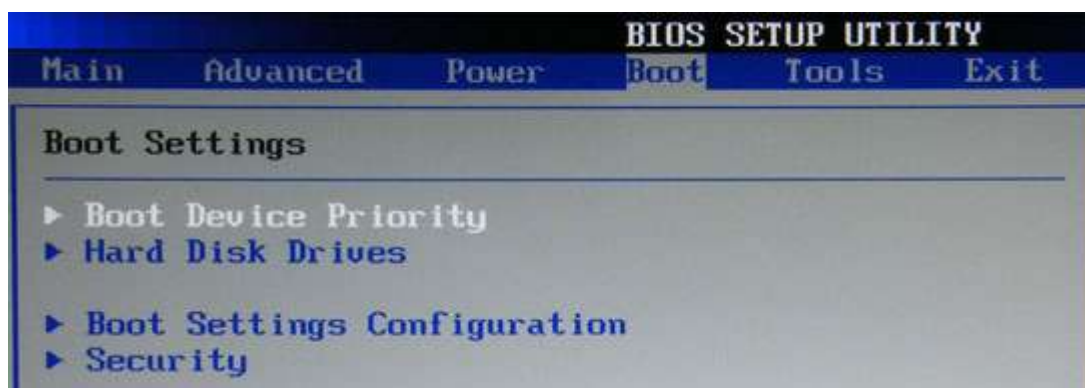 BIOS SETUP UTILITY
Main Advanced Power Boot Tools Exit
Boot Settings
▶ Boot Device Priority
▶ Hard Disk Drives
▶ Boot Settings Configuration
▶ Security